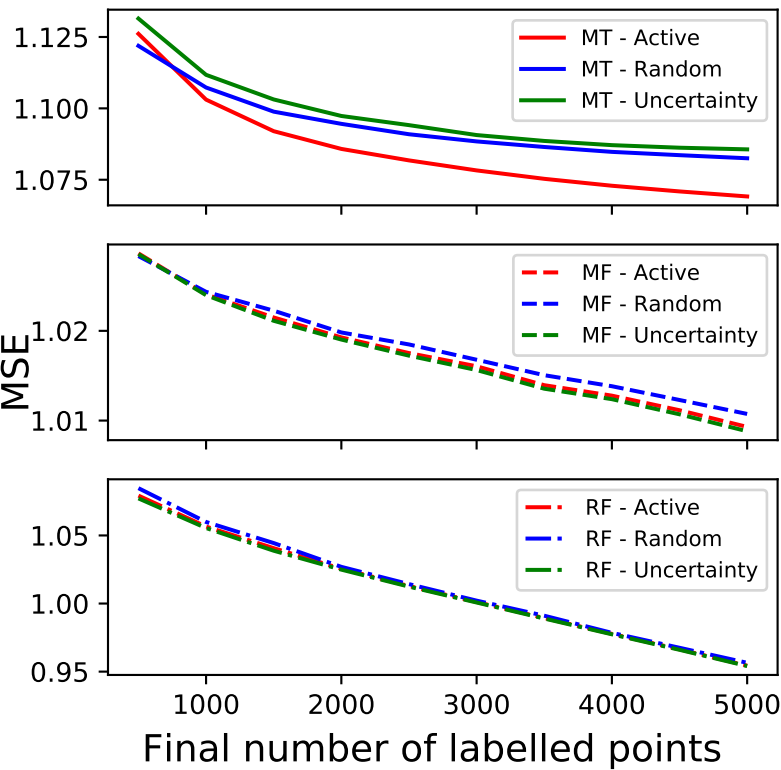 1.125
1.100
1.075
MT - Active
MT - Random
MT - Uncertainty
MSE
1.02
1.01
MF - Active
MF - Random
MF - Uncertainty
1.05
1.00
0.95
RF - Active
RF - Random
RF - Uncertainty
1000 2000 3000 4000 5000
Final number of labelled points